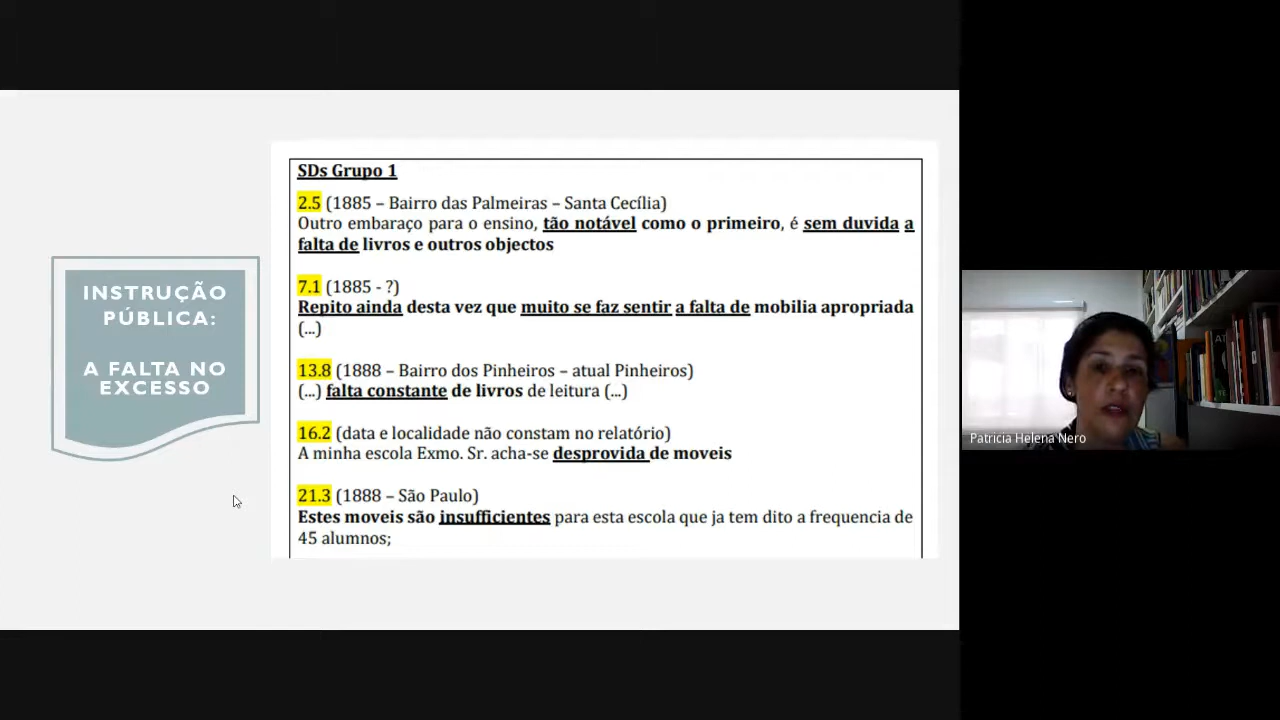 INSTRUÇÃO
PÚBLICA:
A FALTA NO
EXCESSO
SDs Grupo 1
2.5 (1885 – Bairro das Palmeiras – Santa Cecília)
Outro embaraço para o ensino, tão notável como o primeiro, é sem duvida a
falta de livros e outros objectos
7.1 (1885 - ?)
Repito ainda desta vez que muito se faz sentir a falta de mobilia apropriada
(...)
13.8 (1888 – Bairro dos Pinheiros – atual Pinheiros)
(...) falta constante de livros de leitura (...)
16.2 (data e localidade não constam no relatório)
A minha escola Exmo. Sr. acha-se desprovida de moveis
21.3 (1888 – São Paulo)
Estes moveis são insufficientes para esta escola que ja tem dito a frequencia de
45 alumnos;
Patricia Helena Nero